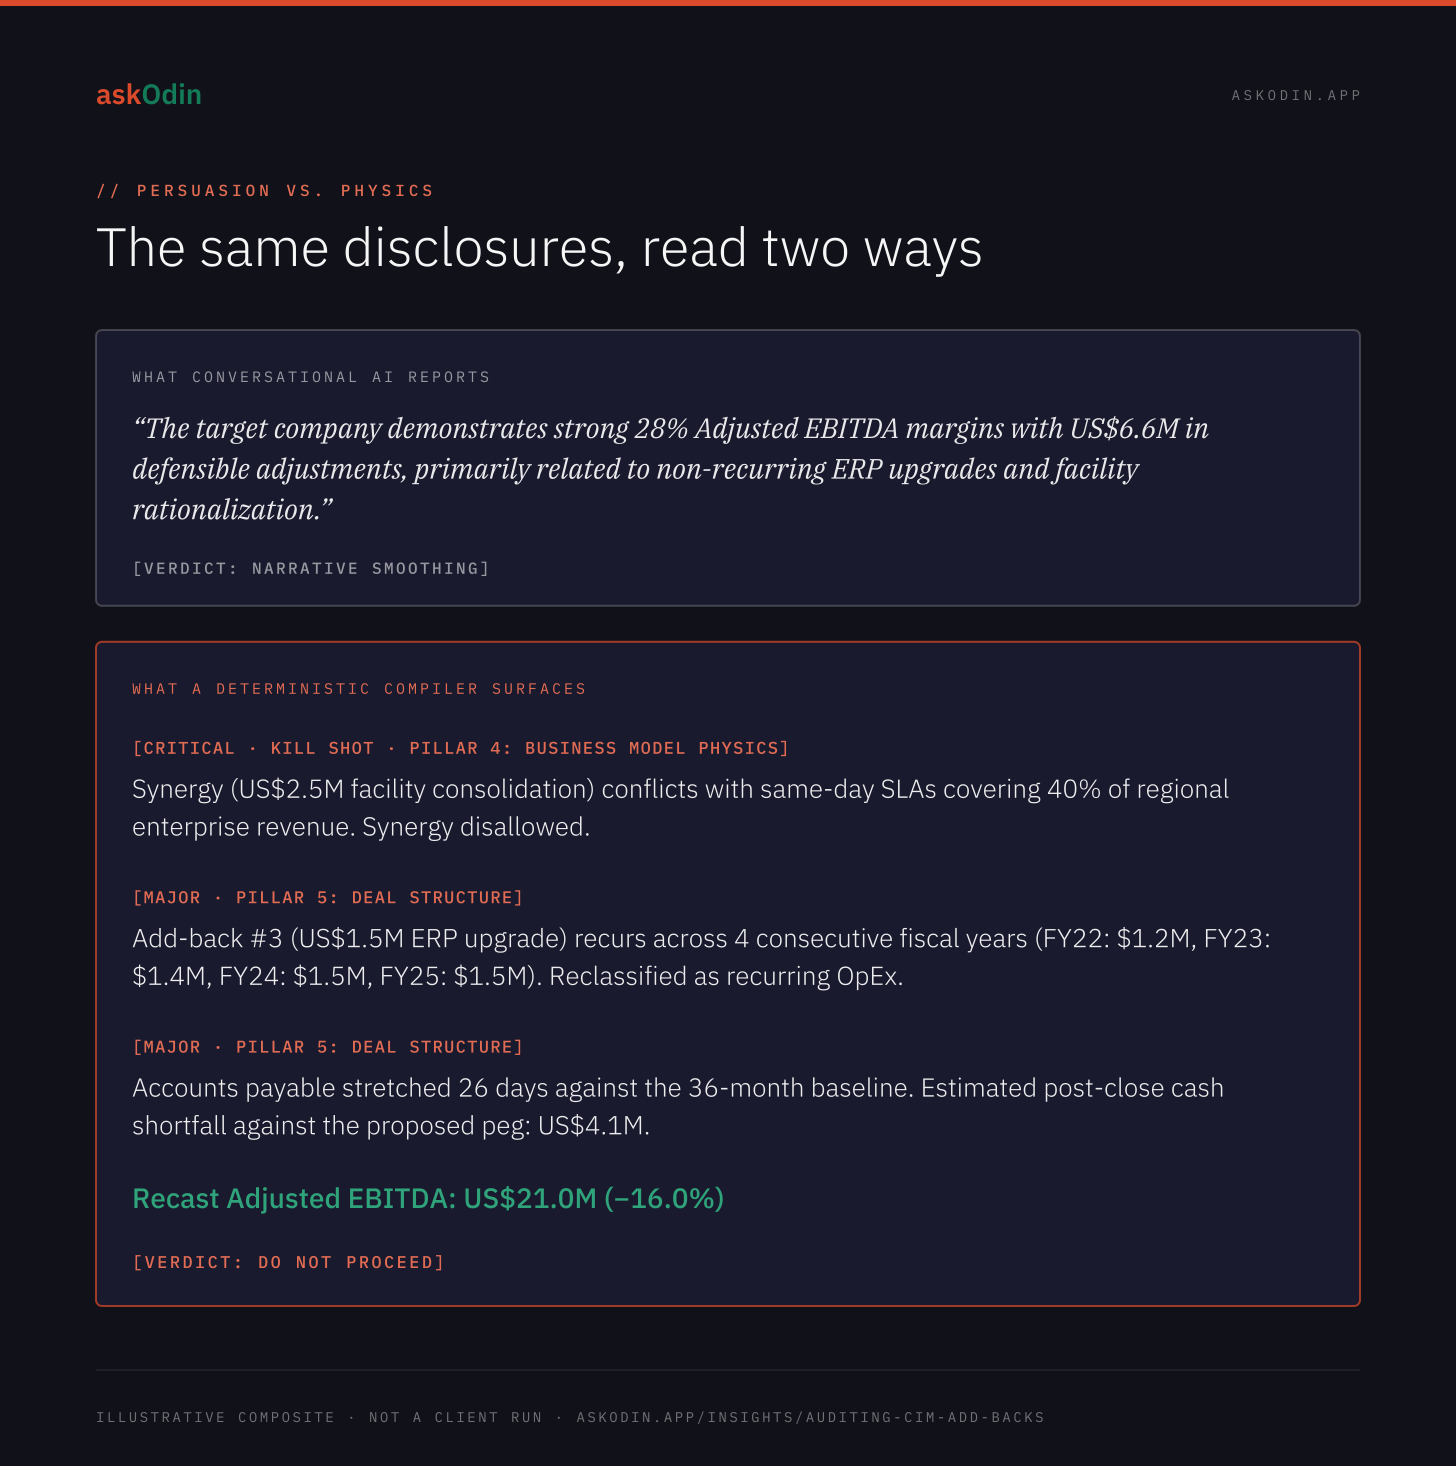 askOdin
ASKODIN.APP
// PERSUASION VS. PHYSICS
The same disclosures, read two ways
WHAT CONVERSATIONAL AI REPORTS
“The target company demonstrates strong 28% Adjusted EBITDA margins with US$6.6M in
defensible adjustments, primarily related to non-recurring ERP upgrades and facility
rationalization.”
[VERDICT: NARRATIVE SMOOTHING]
WHAT A DETERMINISTIC COMPILER SURFACES
[CRITICAL · KILL SHOT · PILLAR 4: BUSINESS MODEL PHYSICS]
Synergy (US$2.5M facility consolidation) conflicts with same-day SLAs covering 40% of regional
enterprise revenue. Synergy disallowed.
[MAJOR · PILLAR 5: DEAL STRUCTURE]
Add-back #3 (US$1.5M ERP upgrade) recurs across 4 consecutive fiscal years (FY22: $1.2M, FY23:
$1.4M, FY24: $1.5M, FY25: $1.5M). Reclassified as recurring OpEx.
[MAJOR · PILLAR 5: DEAL STRUCTURE]
Accounts payable stretched 26 days against the 36-month baseline. Estimated post-close cash
shortfall against the proposed peg: US$4.1M.
Recast Adjusted EBITDA: US$21.0M (−16.0%)
[VERDICT: DO NOT PROCEED]
ILLUSTRATIVE COMPOSITE · NOT A CLIENT RUN · ASKODIN.APP/INSIGHTS/AUDITING-CIM-ADD-BACKS